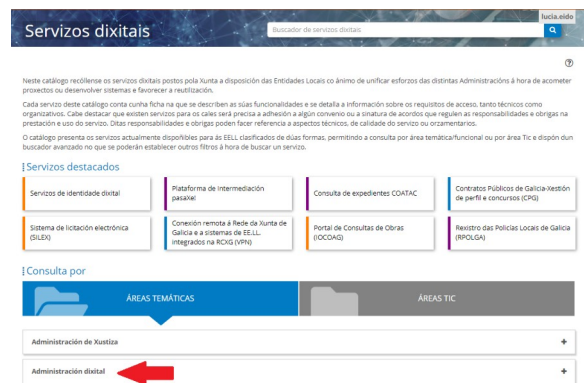 lucia.eido
Servizos dixitais
Buscador de servizos dixitais
Neste catálogo recóllense os servizos dixitais postos pola Xunta a disposición das Entidades Locais co ánimo de unificar esforzos das distintas Administracións á hora de acometer
proxectos ou desenvolver sistemas e favorecer a reutilización.
Cada servizo deste catálogo conta cunha ficha na que se describen as súas funcionalidades e se detalla a información sobre os requisitos de acceso, tanto técnicos como
organizativos. Cabe destacar que existen servizos para os cales será precisa a adhesión a algún convenio ou a sinatura de acordos que regulen as responsabilidades e obrigas na
prestación e uso do servizo. Ditas responsabilidades e obrigas poden facer referencia a aspectos técnicos, de calidade do servizo ou orzamentarios.
O catálogo presenta os servizos actualmente dispoñibles para ás EELL clasificados de dúas formas, permitindo a consulta por área temática/funcional ou por área Tic e dispón dun
buscador avanzado no que se poderán establecer outros filtros á hora de buscar un servizo.
Servizos destacados
Servizos de identidade dixital
Plataforma de Intermediación
pasaXe!
Consulta de expedientes COATAC
Contratos Públicos de Galicia-Xestión
de perfil e concursos (CPG)
Sistema de licitación electrónica
(SILEX)
Conexión remota á Rede da Xunta de
Galicia e a sistemas de EE.LL.
integrados na RCXG (VPN)
Portal de Consultas de Obras
(IOCOAG)
Rexistro das Policías Locais de Galicia
(RPOLGA)
Consulta por
ÁREAS TEMÁTICAS
ÁREAS TIC
Administración de Xustiza
+
Administración dixital
+